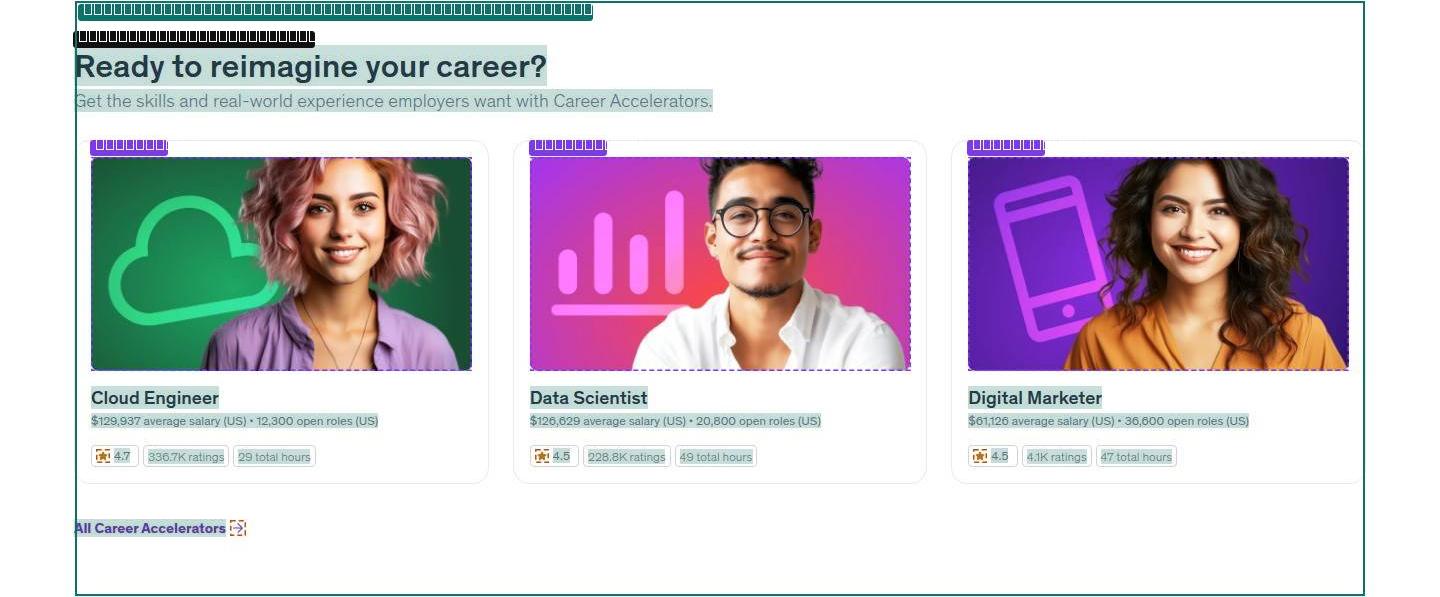 Ready to reimagine your career?
Get the skills and real-world experience employers want with Career Accelerators.
Cloud Engineer
$129,937 average salary (US) • 12,300 open roles (US)
4.7 336.7K ratings 29 total hours
Data Scientist
$126,629 average salary (US) • 20,800 open roles (US)
4.5 228.8K ratings 49 total hours
Digital Marketer
$61,126 average salary (US) • 36,600 open roles (US)
4.5 4.1K ratings 47 total hours
All Career Accelerators